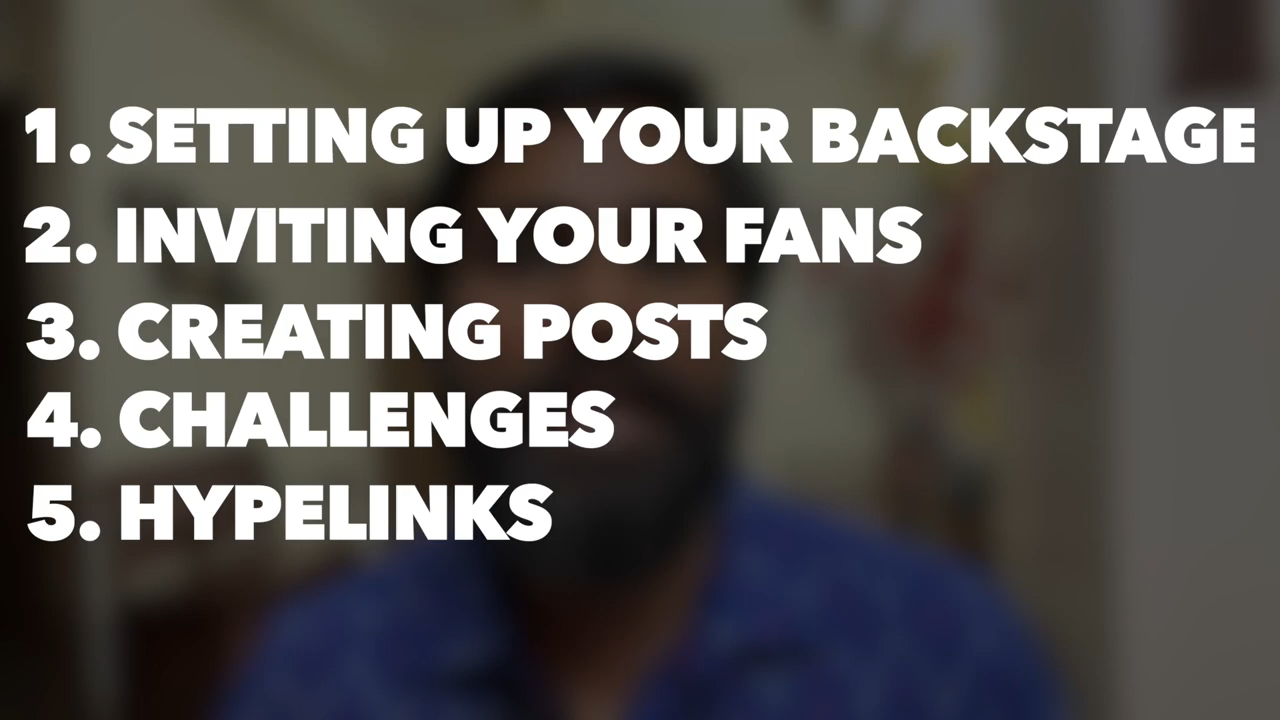 1. SETTING UP YOUR BACKSTAGE
2. INVITING YOUR FANS
3. CREATING POSTS
4. CHALLENGES
5. HYPELINKS